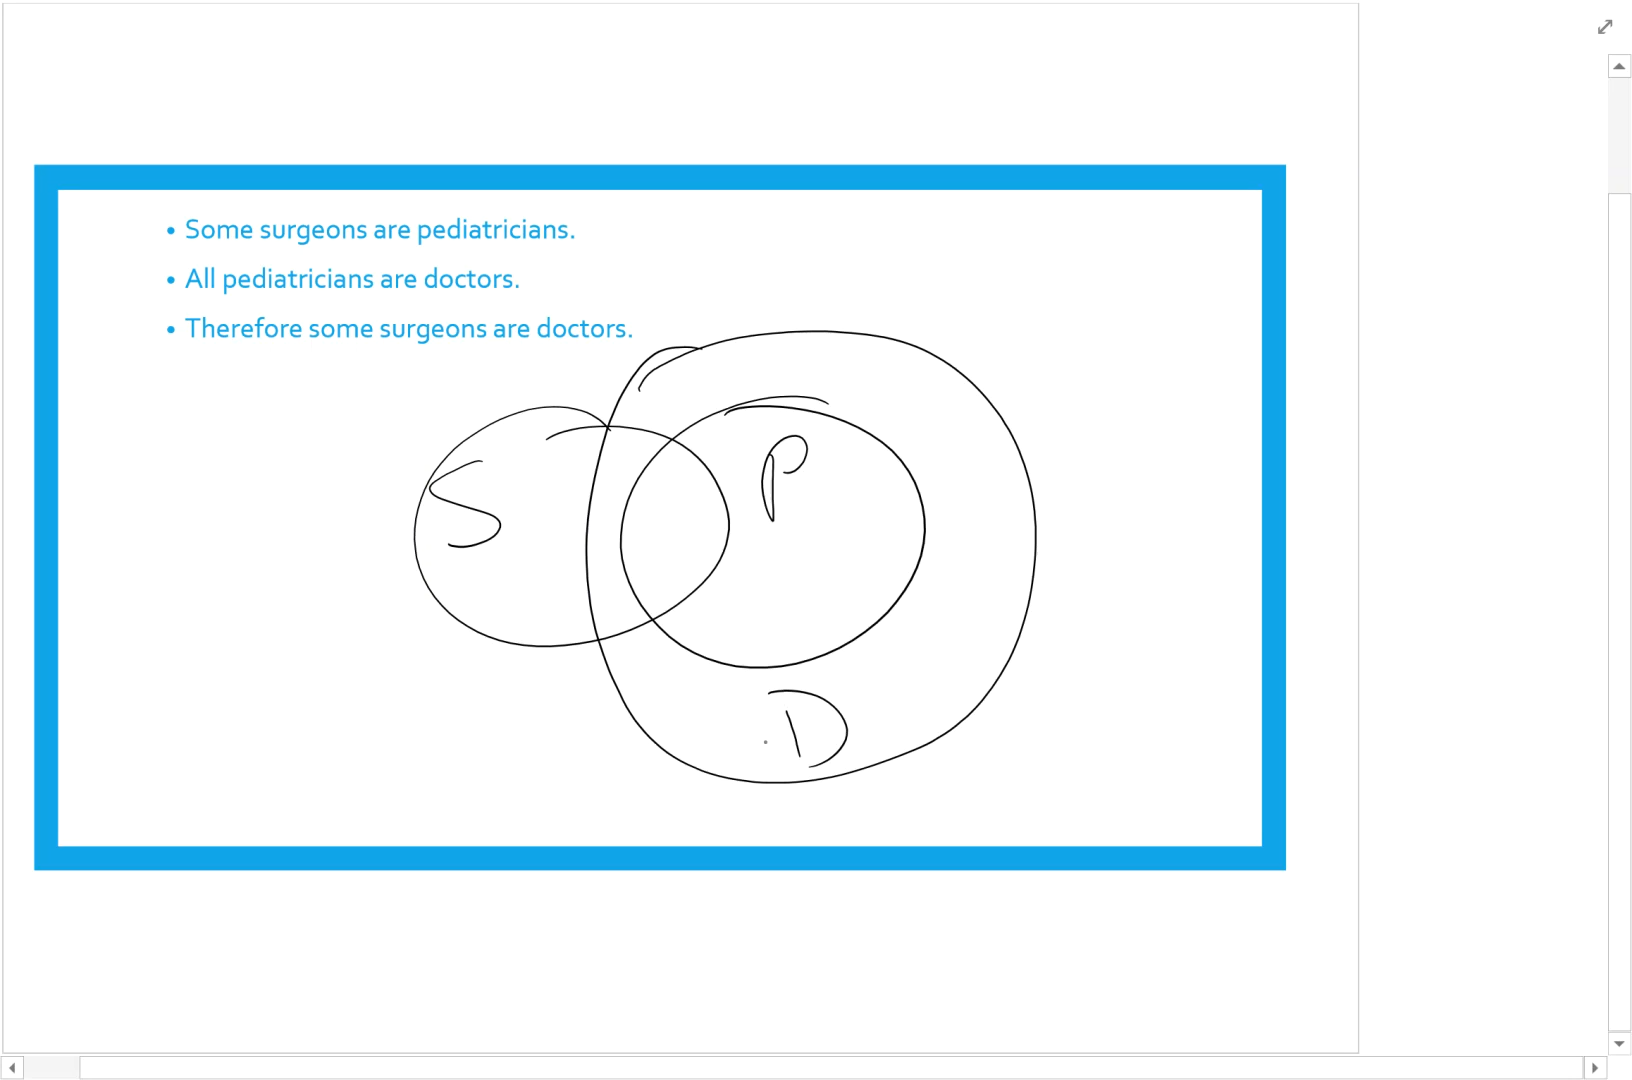 • Some surgeons are pediatricians.
• All pediatricians are doctors.
• Therefore some surgeons are doctors.
P
S
D